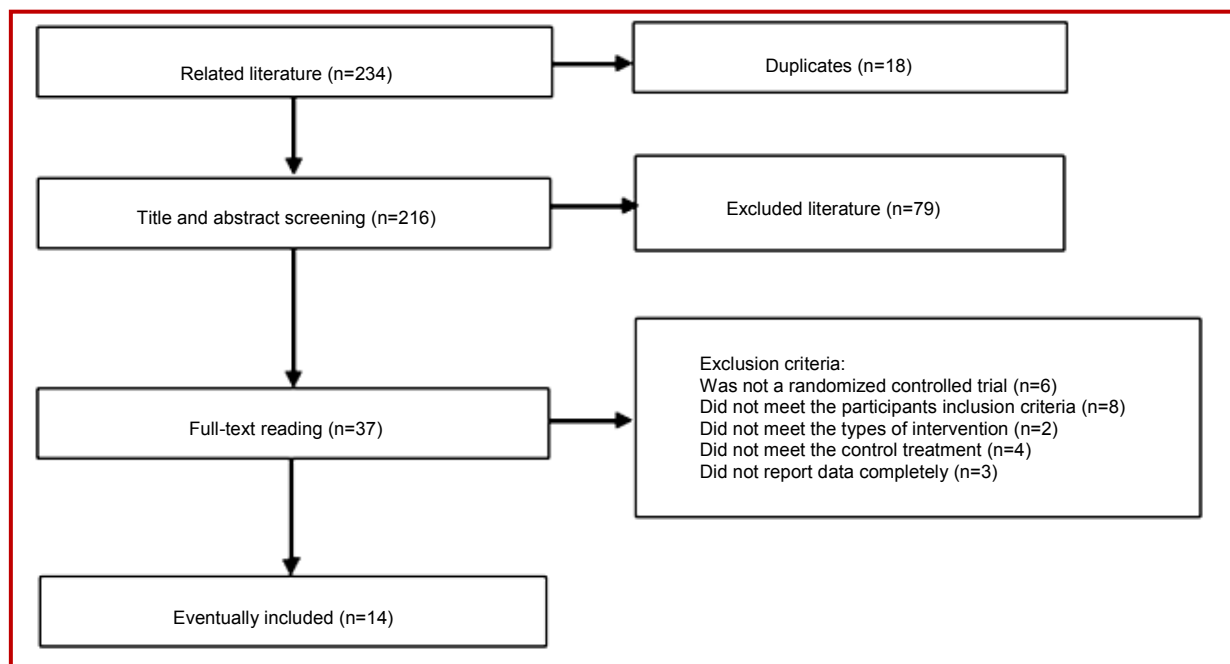 Related literature (n=234)
Duplicates (n=18)
Title and abstract screening (n=216)
Excluded literature (n=79)
Full-text reading (n=37)
Exclusion criteria:
Was not a randomized controlled trial (n=6)
Did not meet the participants inclusion criteria (n=8)
Did not meet the types of intervention (n=2)
Did not meet the control treatment (n=4)
Did not report data completely (n=3)
Eventually included (n=14)